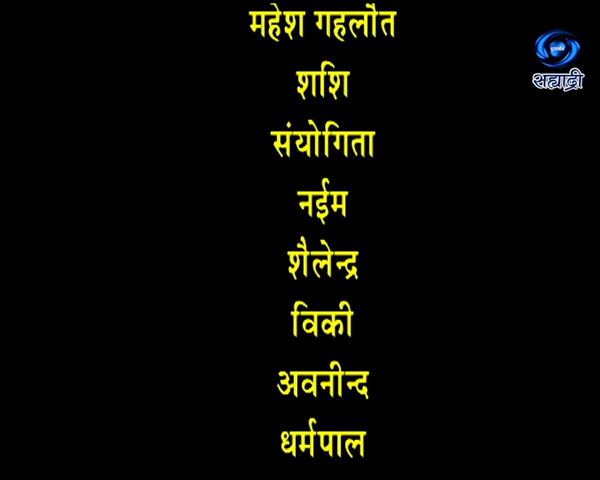 महेश गहलोत
सह्याद्री
शशि
संयोगिता
नईम
शैलेन्द्र
विकी
अवनीन्द
धर्मपाल